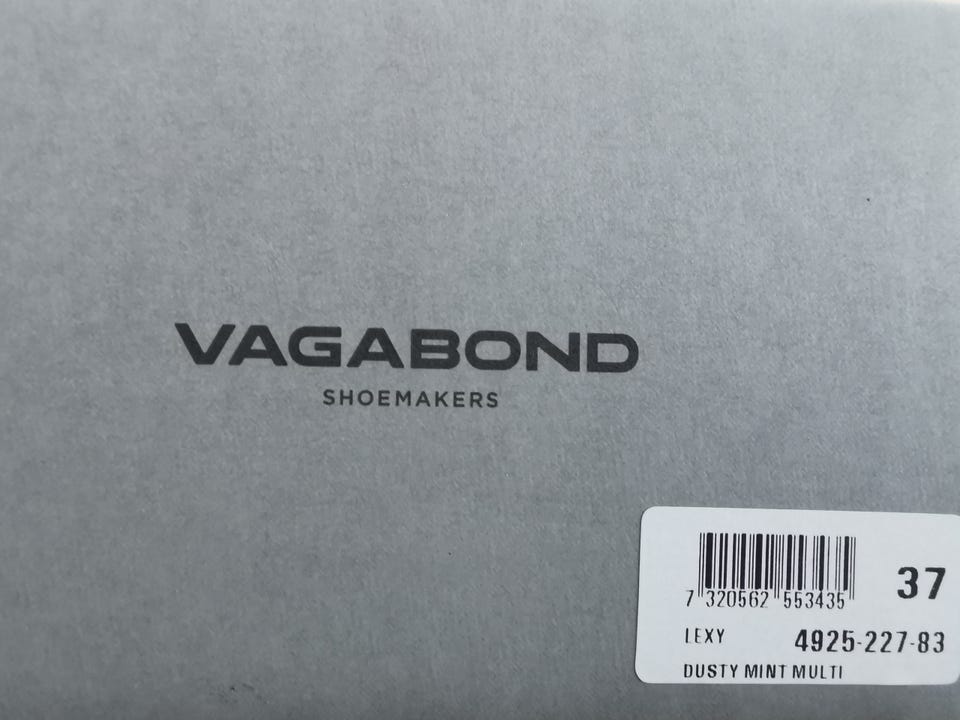 VAGABOND
SHOEMAKERS
37
7 320562 553435
LEXY 4925-227-83
DUSTY MINT MULTI